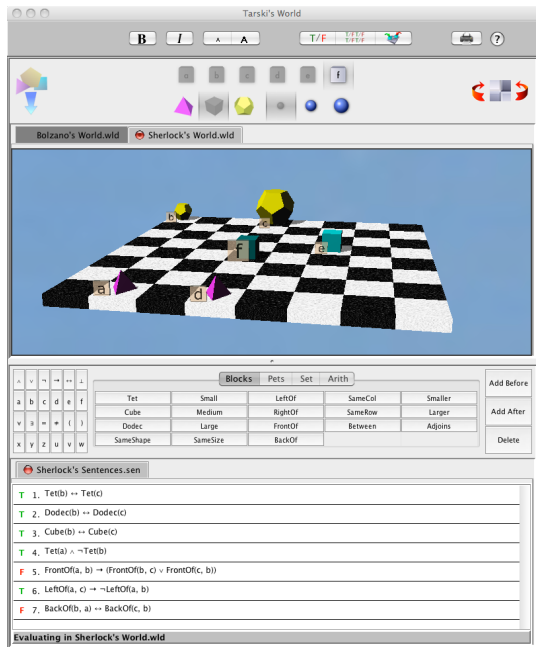 Tarski's World
B I ʌ A T/F T/F T/F T/F T/F ?
a b c d e f
Bolzano's World.wld Sherlock's World.wld
b c
f e
a d
Blocks Pets Set Arith
∧ ∨ ¬ → ↔ ⊥
a b c d e f
∀ ∃ = ≠ ( )
x y z u v w
Tet Small LeftOf SameCol Smaller
Cube Medium RightOf SameRow Larger
Dodec Large FrontOf Between Adjoins
SameShape SameSize BackOf
Add Before
Add After
Delete
Sherlock's Sentences.sen
T 1. Tet(b) ↔ Tet(c)
T 2. Dodec(b) ↔ Dodec(c)
T 3. Cube(b) ↔ Cube(c)
T 4. Tet(a) ∧ ¬Tet(b)
F 5. FrontOf(a, b) → (FrontOf(b, c) ∨ FrontOf(c, b))
T 6. LeftOf(a, c) → ¬LeftOf(a, b)
F 7. BackOf(b, a) ↔ BackOf(c, b)
Evaluating in Sherlock's World.wld